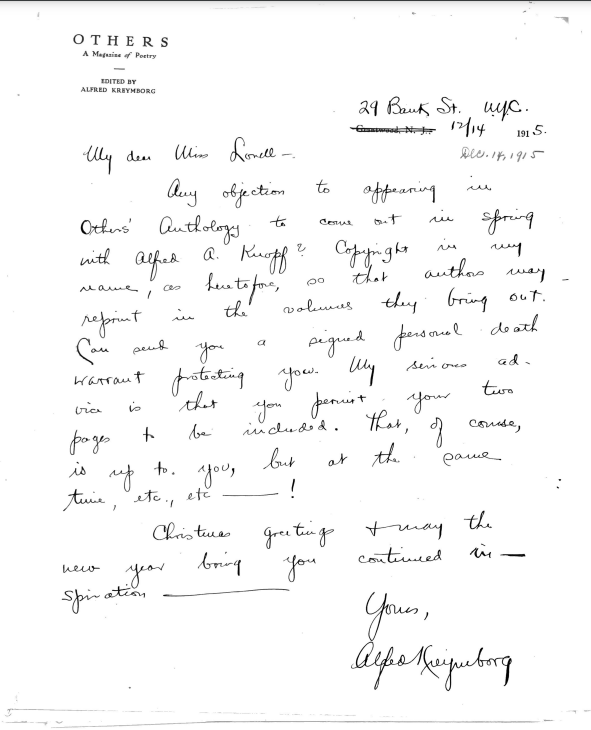 OTHERS
A Magazine of Poetry
EDITED BY
ALFRED KREYMBORG
29 Bank St. N.Y.C.
Grantwood, N. J., 12/14 1915.
Dec. 14, 1915
My dear Miss Lowell —.
Any objection to appearing in
Others' Anthology to come out in Spring
with Alfred A. Knopf? Copyright in my
name, as heretofore, so that authors may
reprint in the volumes they bring out.
Can send you a signed personal death
warrant protecting you. My serious ad-
vice is that you permit your two
pages to be included. That, of course,
is up to you, but at the same
time, etc., etc — !
Christmas greetings & may the
new year bring you continued in—
spiration —
Yours,
Alfred Kreymborg